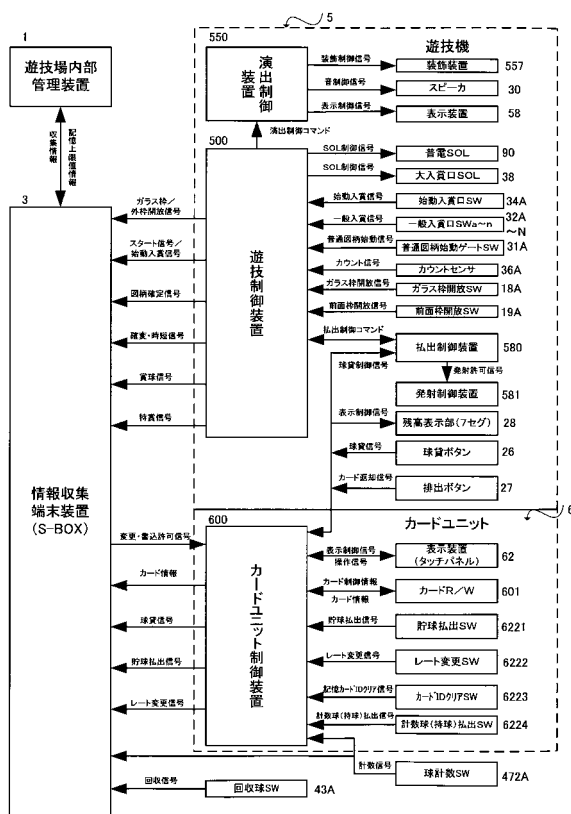 5
1
遊技場内部
管理装置
収集情報
記憶上限値情報
3
情報収集
端末装置
(S-BOX)
550
遊技機
演出制御
装置
装飾制御信号
装飾装置
557
音制御信号
スピーカ
30
表示制御信号
表示装置
58
演出制御コマンド
500
遊技制御装置
SOL制御信号
普電SOL
90
SOL制御信号
大入賞口SOL
38
始動入賞信号
始動入賞口SW
34A
一般入賞信号
一般入賞口SWa~n
32A
~N
普通図柄始動信号
普通図柄始動ゲートSW
31A
カウント信号
カウントセンサ
36A
ガラス枠開放信号
ガラス枠開放SW
18A
前面枠開放信号
前面枠開放SW
19A
払出制御コマンド
払出制御装置
580
球貸制御信号
発射許可信号
発射制御装置
581
表示制御信号
残高表示部(7セグ)
28
球貸信号
球貸ボタン
26
カード返却信号
排出ボタン
27
ガラス枠/
外枠開放信号
スタート信号/
始動入賞信号
図柄確定信号
確変・時短信号
賞球信号
特賞信号
6
カードユニット
600
カードユニット制御装置
変更・書込許可信号
カード情報
球貸信号
貯球払出信号
レート変更信号
表示制御信号
操作信号
表示装置
(タッチパネル)
62
カード制御情報
カード情報
カードR/W
601
貯球払出信号
貯球払出SW
6221
レート変更信号
レート変更SW
6222
記憶カードIDクリア信号
カードIDクリアSW
6223
計数球(持球)払出信号
計数球(持球)払出SW
6224
計数信号
球計数SW
472A
回収信号
回収球SW
43A